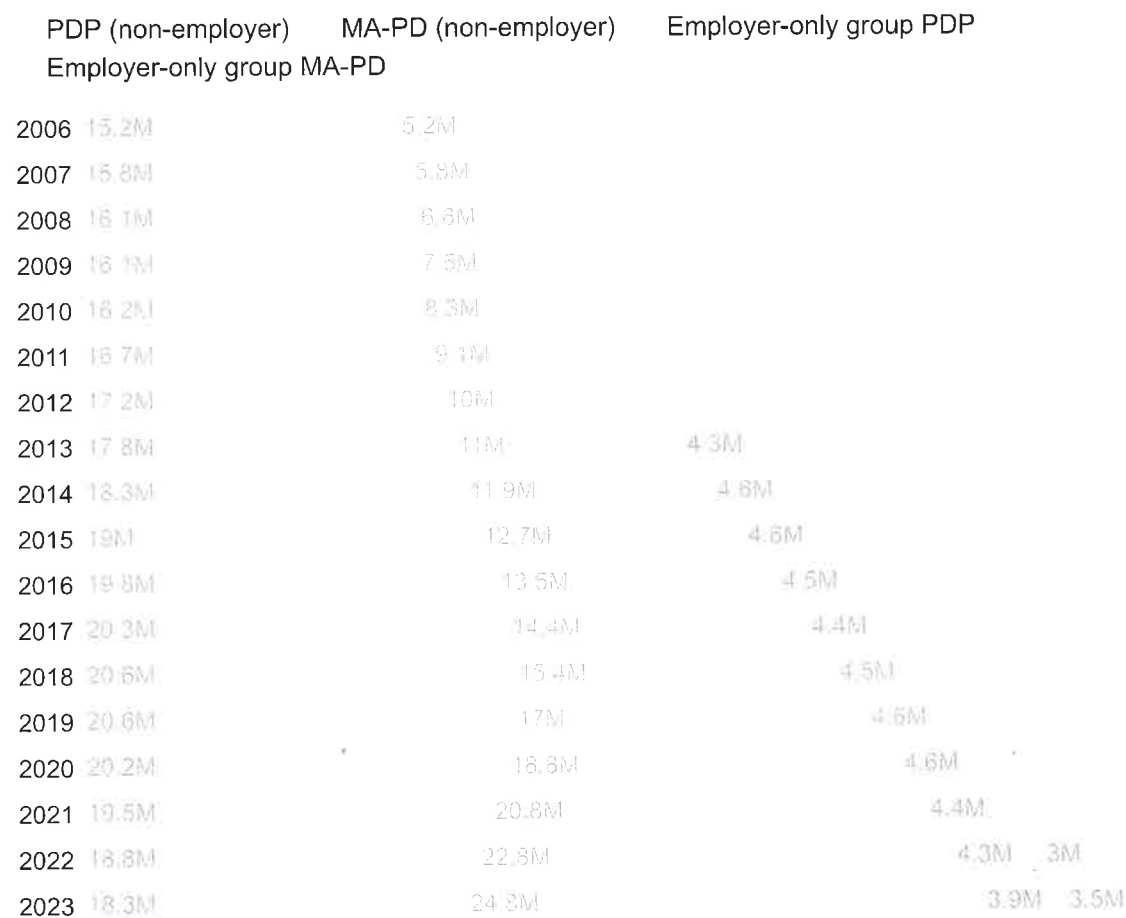 PDP (non-employer) MA-PD (non-employer) Employer-only group PDP
Employer-only group MA-PD
2006 15.2M 5.2M
2007 15.8M 5.8M
2008 16.1M 6.6M
2009 16.1M 7.5M
2010 16.2M 8.3M
2011 16.7M 9.1M
2012 17.2M 10M
2013 17.8M 11M 4.3M
2014 18.3M 11.9M 4.6M
2015 19M 12.7M 4.6M
2016 19.8M 13.5M 4.5M
2017 20.3M 14.4M 4.4M
2018 20.6M 15.4M 4.5M
2019 20.6M 17M 4.6M
2020 20.2M 18.8M 4.6M
2021 19.5M 20.8M 4.4M
2022 18.8M 22.8M 4.3M 3M
2023 18.3M 24.8M 3.9M 3.5M